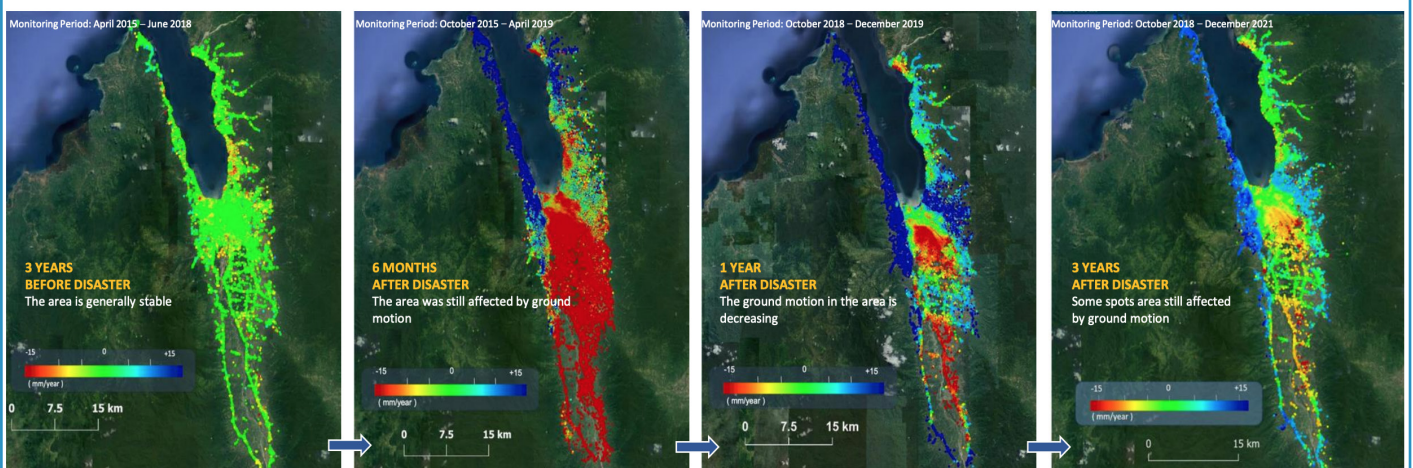 Monitoring Period: April 2015 – June 2018
3 YEARS
BEFORE DISASTER
The area is generally stable
-15 0 +15
( mm/year )
0 7.5 15 km
Monitoring Period: October 2015 – April 2019
6 MONTHS
AFTER DISASTER
The area was still affected by ground
motion
-15 0 +15
( mm/year )
0 7.5 15 km
Monitoring Period: October 2018 – December 2019
1 YEAR
AFTER DISASTER
The ground motion in the area is
decreasing
-15 0 +15
( mm/year )
0 7.5 15 km
Monitoring Period: October 2018 – December 2021
3 YEARS
AFTER DISASTER
Some spots area still affected
by ground motion
-15 0 +15
( mm/year )
0 15 km